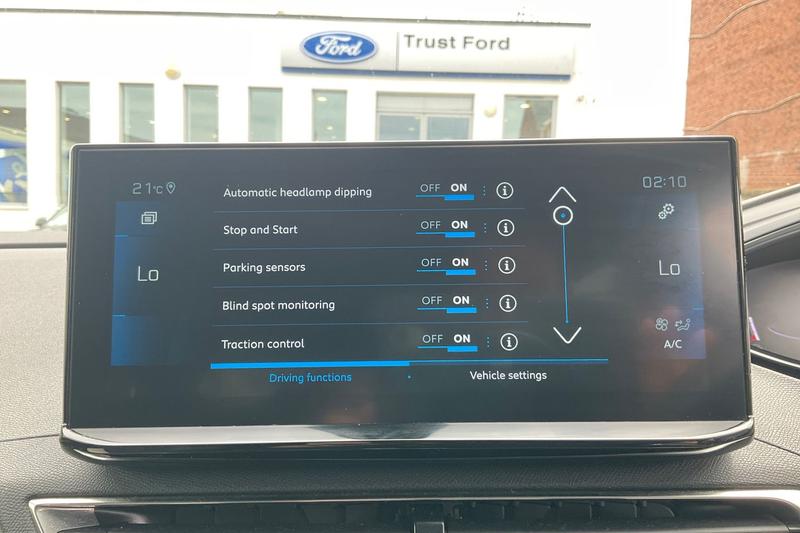 Ford
Trust Ford
21°C
02:10
Automatic headlamp dipping OFF ON
Stop and Start OFF ON
Lo
Parking sensors OFF ON
Lo
Blind spot monitoring OFF ON
Traction control OFF ON
A/C
Driving functions
Vehicle settings